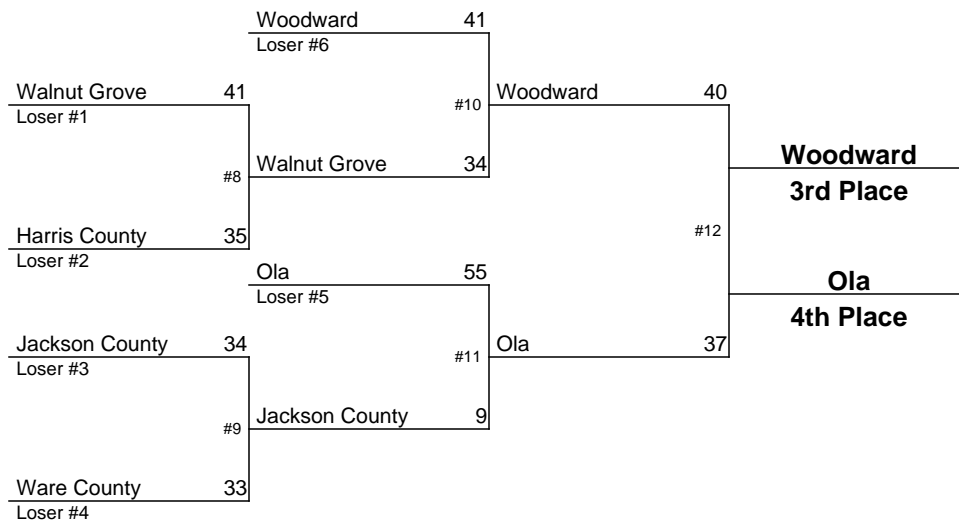 Woodward 41
Loser #6
Walnut Grove 41
Loser #1
#10
Woodward 40
#8
Walnut Grove 34
Woodward
3rd Place
Harris County 35
Loser #2
#12
Ola 55
Loser #5
Ola
4th Place
Jackson County 34
Loser #3
#11
Ola 37
#9
Jackson County 9
Ware County 33
Loser #4